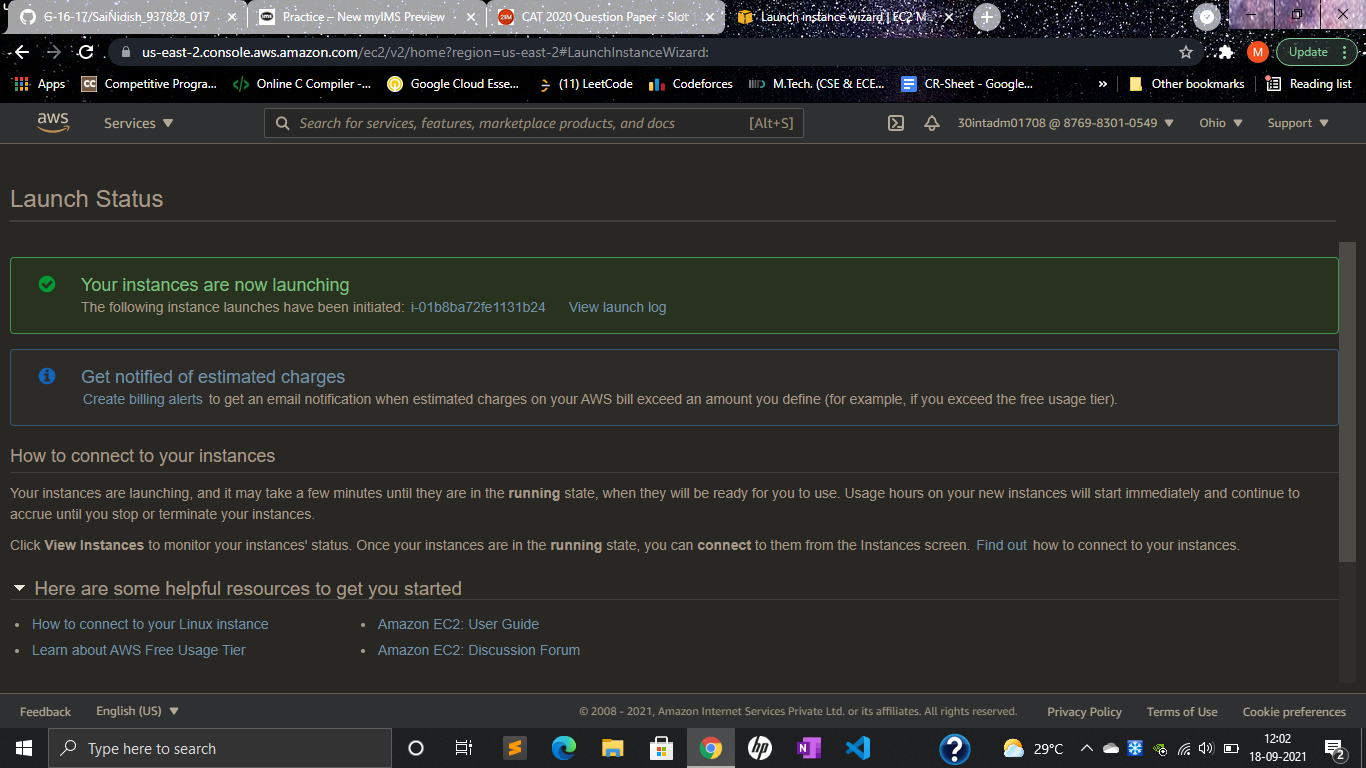 G-16-17/SaiNidish_937828_017
Practice – New myIMS Preview
2IIM
CAT 2020 Question Paper - Slot
Launch instance wizard | EC2 M
us-east-2.console.aws.amazon.com/ec2/v2/home?region=us-east-2#LaunchInstanceWizard:
M
Update
Apps
CC
Competitive Progra...
Online C Compiler -...
Google Cloud Esse...
(11) LeetCode
Codeforces
M.Tech. (CSE & ECE...
CR-Sheet - Google...
»
Other bookmarks
Reading list
aws
Services
Search for services, features, marketplace products, and docs
[Alt+S]
30intadm01708 @ 8769-8301-0549
Ohio
Support
Launch Status
Your instances are now launching
The following instance launches have been initiated: i-01b8ba72fe1131b24 View launch log
Get notified of estimated charges
Create billing alerts to get an email notification when estimated charges on your AWS bill exceed an amount you define (for example, if you exceed the free usage tier).
How to connect to your instances
Your instances are launching, and it may take a few minutes until they are in the running state, when they will be ready for you to use. Usage hours on your new instances will start immediately and continue to
accrue until you stop or terminate your instances.
Click View Instances to monitor your instances' status. Once your instances are in the running state, you can connect to them from the Instances screen. Find out how to connect to your instances.
Here are some helpful resources to get you started
• How to connect to your Linux instance
• Amazon EC2: User Guide
• Learn about AWS Free Usage Tier
• Amazon EC2: Discussion Forum
Feedback
English (US)
© 2008 - 2021, Amazon Internet Services Private Ltd. or its affiliates. All rights reserved.
Privacy Policy
Terms of Use
Cookie preferences
Type here to search
hp
29°C
12:02
18-09-2021
2